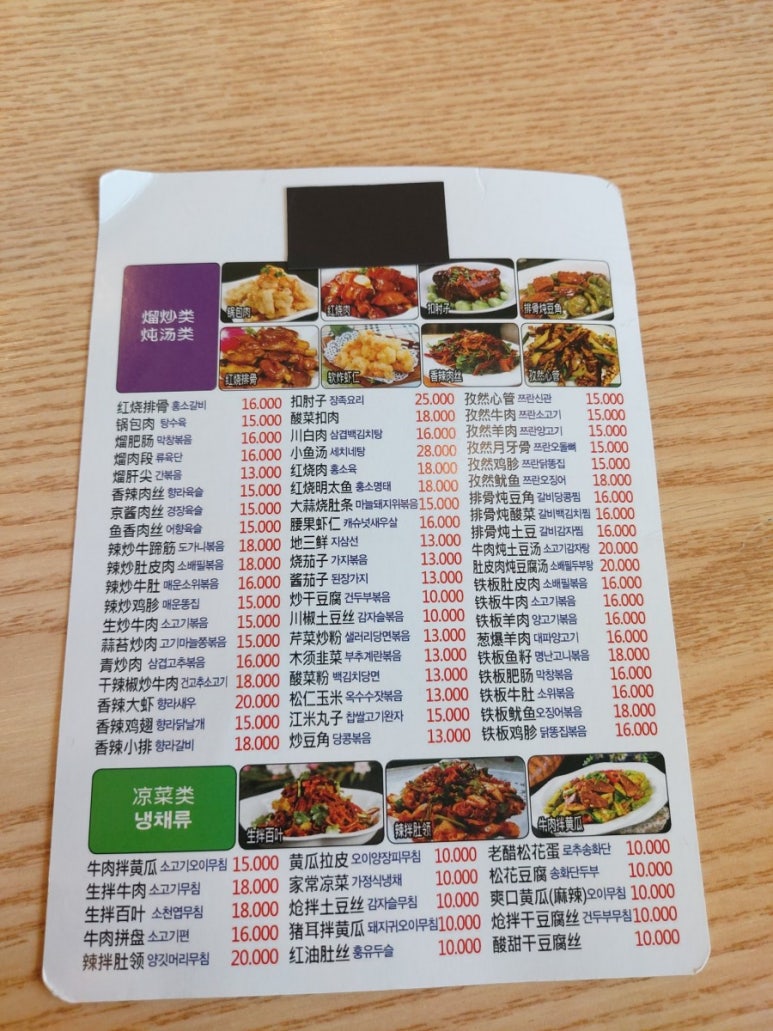 熘炒类
炖汤类
锅包肉
红烧肉
扣肘子
排骨炖豆角
红烧排骨
软炸虾仁
香辣肉丝
孜然心管
红烧排骨 홍소갈비 16.000
锅包肉 탕수육 15.000
熘肥肠 막창볶음 16.000
熘肉段 류육단 16.000
熘肝尖 간볶음 13.000
香辣肉丝 향라육슬 15.000
京酱肉丝 경장육슬 15.000
鱼香肉丝 어향육슬 15.000
辣炒牛蹄筋 도가니볶음 18.000
辣炒肚皮肉 소배필볶음 18.000
辣炒牛肚 매운소위볶음 16.000
辣炒鸡胗 매운똥집 15.000
生炒牛肉 소고기볶음 15.000
蒜苔炒肉 고기마늘쫑볶음 15.000
青炒肉 삼겹고추볶음 16.000
干辣椒炒牛肉 건고추소고기 18.000
香辣大虾 향라새우 20.000
香辣鸡翅 향라닭날개 15.000
香辣小排 향라갈비 18.000
扣肘子 장족요리 25.000
酸菜扣肉 18.000
川白肉 삼겹백김치탕 16.000
小鱼汤 세치네탕 28.000
红烧肉 홍소육 18.000
红烧明太鱼 홍소명태 18.000
大蒜烧肚条 마늘돼지위볶음 15.000
腰果虾仁 캐슈넛새우살 16.000
地三鲜 지삼선 13.000
烧茄子 가지볶음 13.000
酱茄子 된장가지 13.000
炒干豆腐 건두부볶음 10.000
川椒土豆丝 감자슬볶음 10.000
芹菜炒粉 샐러리당면볶음 13.000
木须韭菜 부추계란볶음 13.000
酸菜粉 백김치당면 13.000
松仁玉米 옥수수잣볶음 13.000
江米丸子 찹쌀고기완자 15.000
炒豆角 당콩볶음 13.000
孜然心管 쯔란신관 15.000
孜然牛肉 쯔란소고기 15.000
孜然羊肉 쯔란양고기 15.000
孜然月牙骨 쯔란오돌뼈 15.000
孜然鸡胗 쯔란닭똥집 15.000
孜然鱿鱼 쯔란오징어 18.000
排骨炖豆角 갈비당콩찜 16.000
排骨炖酸菜 갈비백김치찜 16.000
排骨炖土豆 갈비감자찜 16.000
牛肉炖土豆汤 소고기감자탕 20.000
肚皮肉炖豆腐汤 소배필두부탕 20.000
铁板肚皮肉 소배필볶음 16.000
铁板牛肉 소고기볶음 16.000
铁板羊肉 양고기볶음 16.000
葱爆羊肉 대파양고기 16.000
铁板鱼籽 명난고니볶음 18.000
铁板肥肠 막창볶음 16.000
铁板牛肚 소위볶음 16.000
铁板鱿鱼 오징어볶음 18.000
铁板鸡胗 닭똥집볶음 16.000
凉菜类
냉채류
生拌百叶
辣拌肚领
牛肉拌黄瓜
牛肉拌黄瓜 소고기오이무침 15.000
生拌牛肉 소고기무침 18.000
生拌百叶 소천엽무침 18.000
牛肉拼盘 소고기편 16.000
辣拌肚领 양깃머리무침 20.000
黄瓜拉皮 오이양장피무침 10.000
家常凉菜 가정식냉채 10.000
炝拌土豆丝 감자슬무침 10.000
猪耳拌黄瓜 돼지귀오이무침 10.000
红油肚丝 홍유두슬 10.000
老醋松花蛋 로추송화단 10.000
松花豆腐 송화단두부 10.000
爽口黄瓜(麻辣) 오이무침 10.000
炝拌干豆腐丝 건두부무침 10.000
酸甜干豆腐丝 10.000